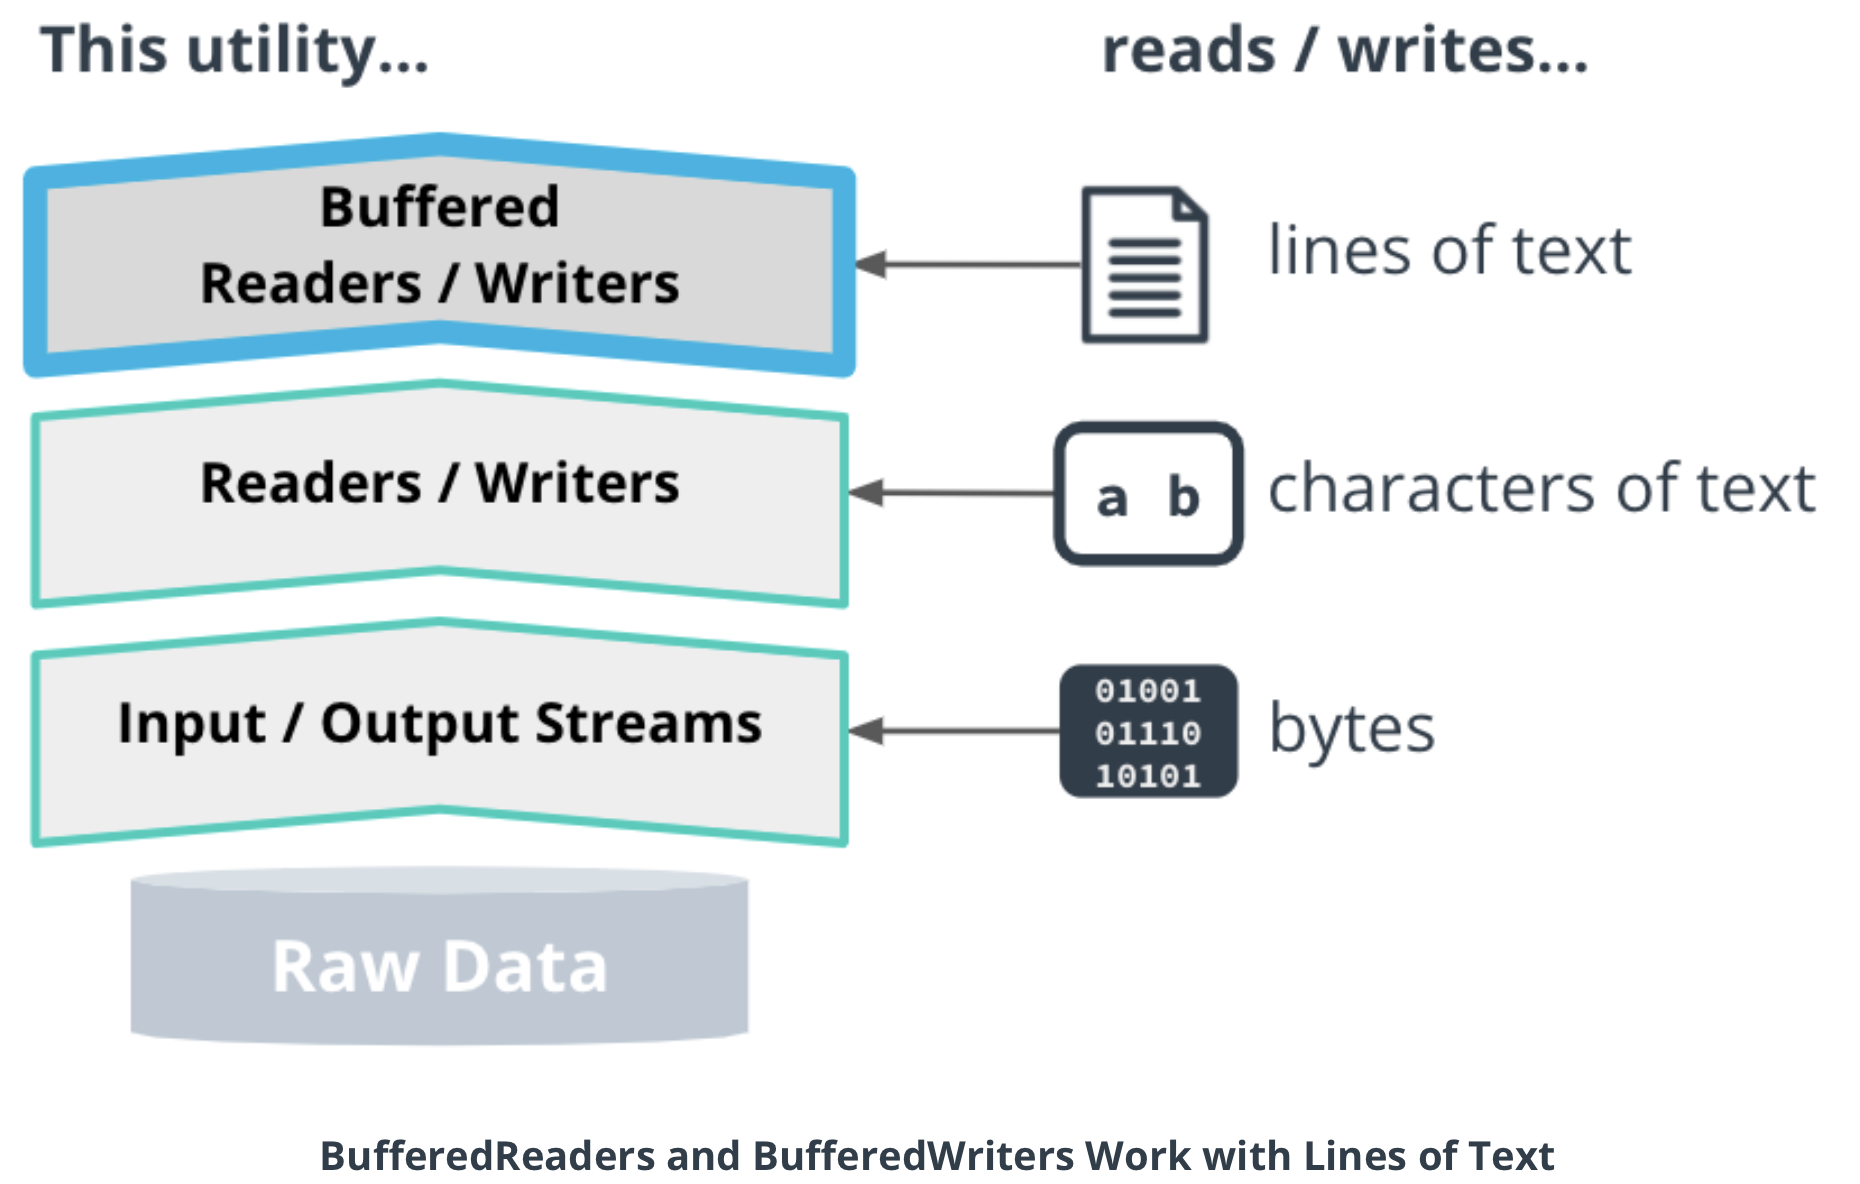 This utility... reads / writes...
Buffered
Readers / Writers
lines of text
Readers / Writers
a b
characters of text
Input / Output Streams
01001
01110
10101
bytes
Raw Data
BufferedReaders and BufferedWriters Work with Lines of Text